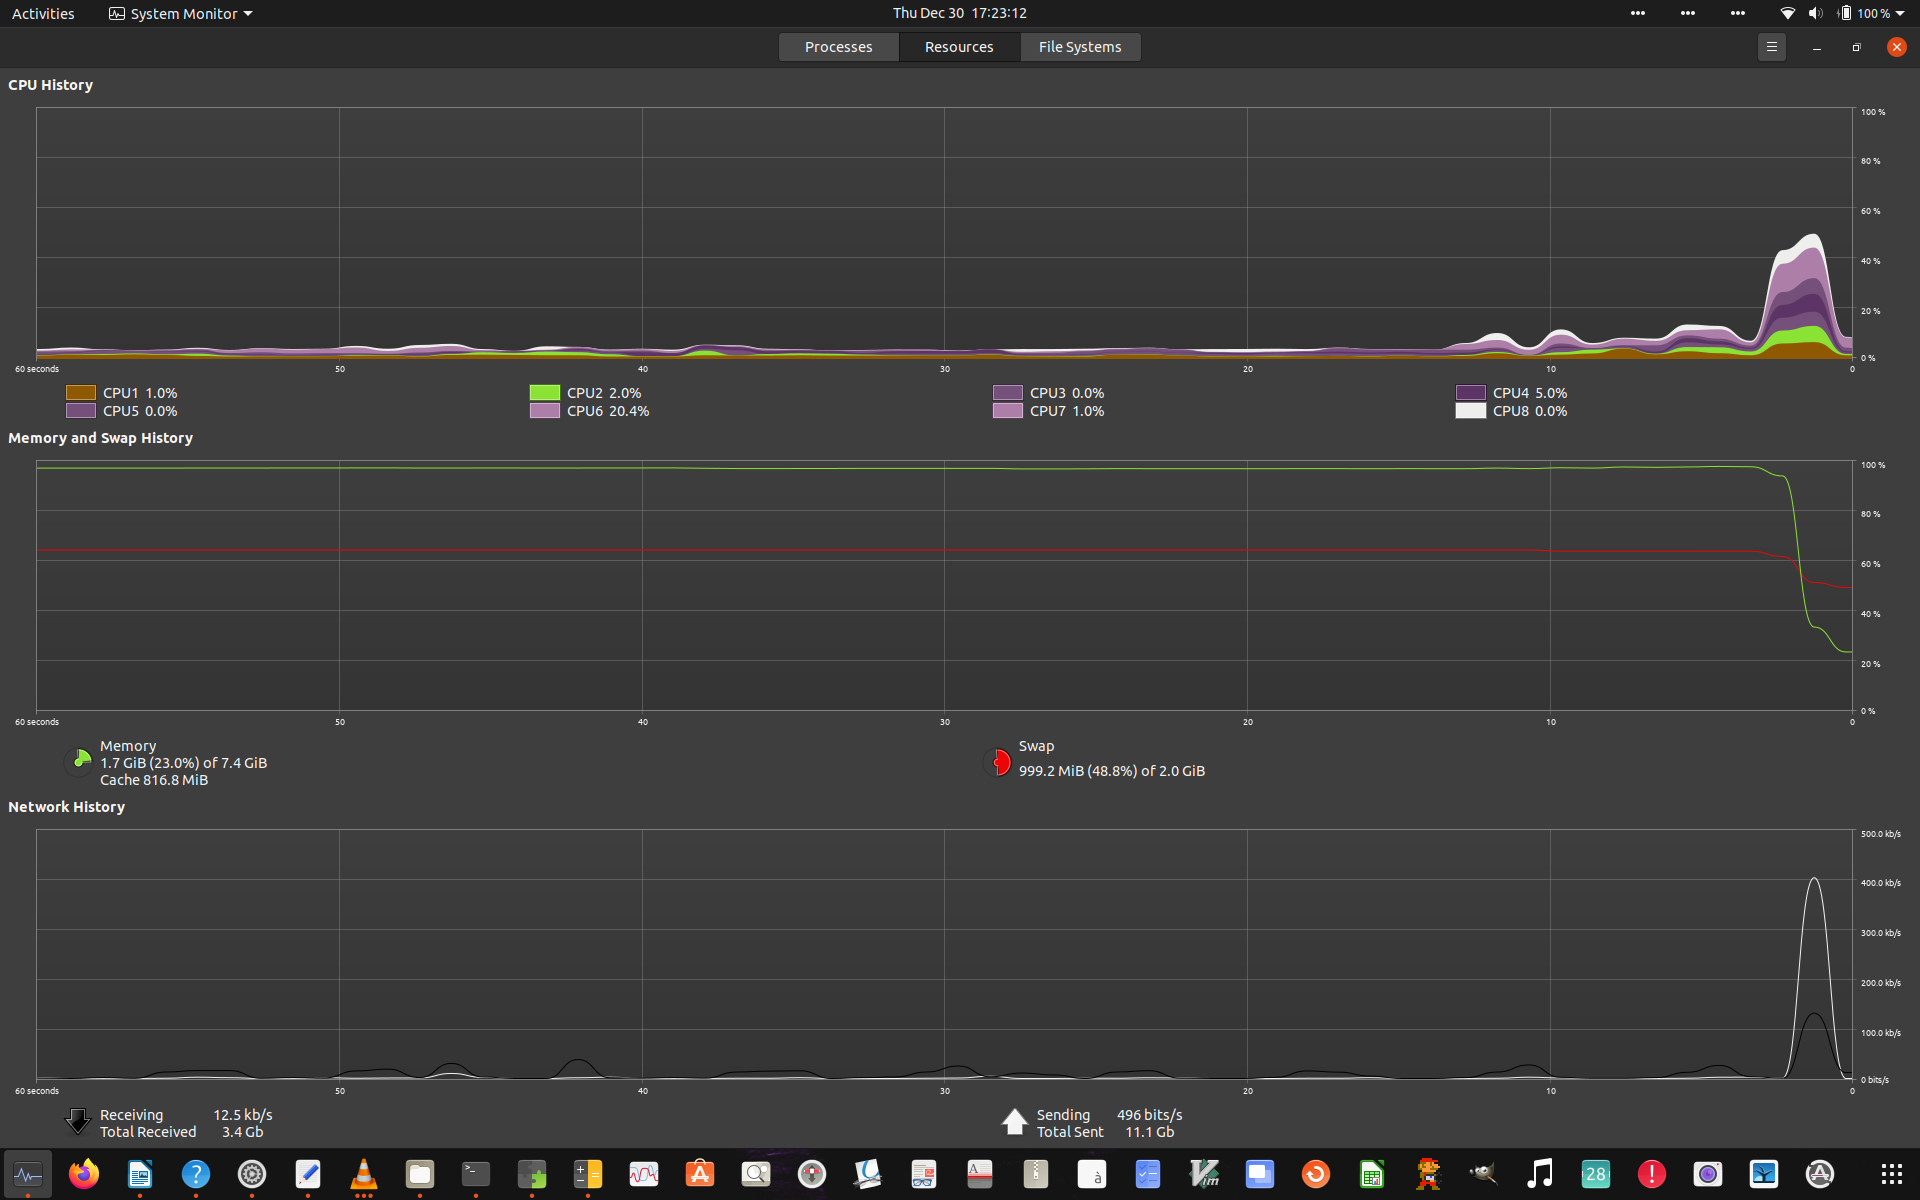 Activities System Monitor Thu Dec 30 17:23:12 100 %
Processes Resources File Systems
CPU History
100 %
80 %
60 %
40 %
20 %
0 %
60 seconds 50 40 30 20 10 0
CPU1 1.0% CPU2 2.0% CPU3 0.0% CPU4 5.0%
CPU5 0.0% CPU6 20.4% CPU7 1.0% CPU8 0.0%
Memory and Swap History
100 %
80 %
60 %
40 %
20 %
0 %
60 seconds 50 40 30 20 10 0
Memory Swap
1.7 GiB (23.0%) of 7.4 GiB 999.2 MiB (48.8%) of 2.0 GiB
Cache 816.8 MiB
Network History
500.0 kb/s
400.0 kb/s
300.0 kb/s
200.0 kb/s
100.0 kb/s
0 bits/s
60 seconds 50 40 30 20 10 0
Receiving 12.5 kb/s Sending 496 bits/s
Total Received 3.4 Gb Total Sent 11.1 Gb
28